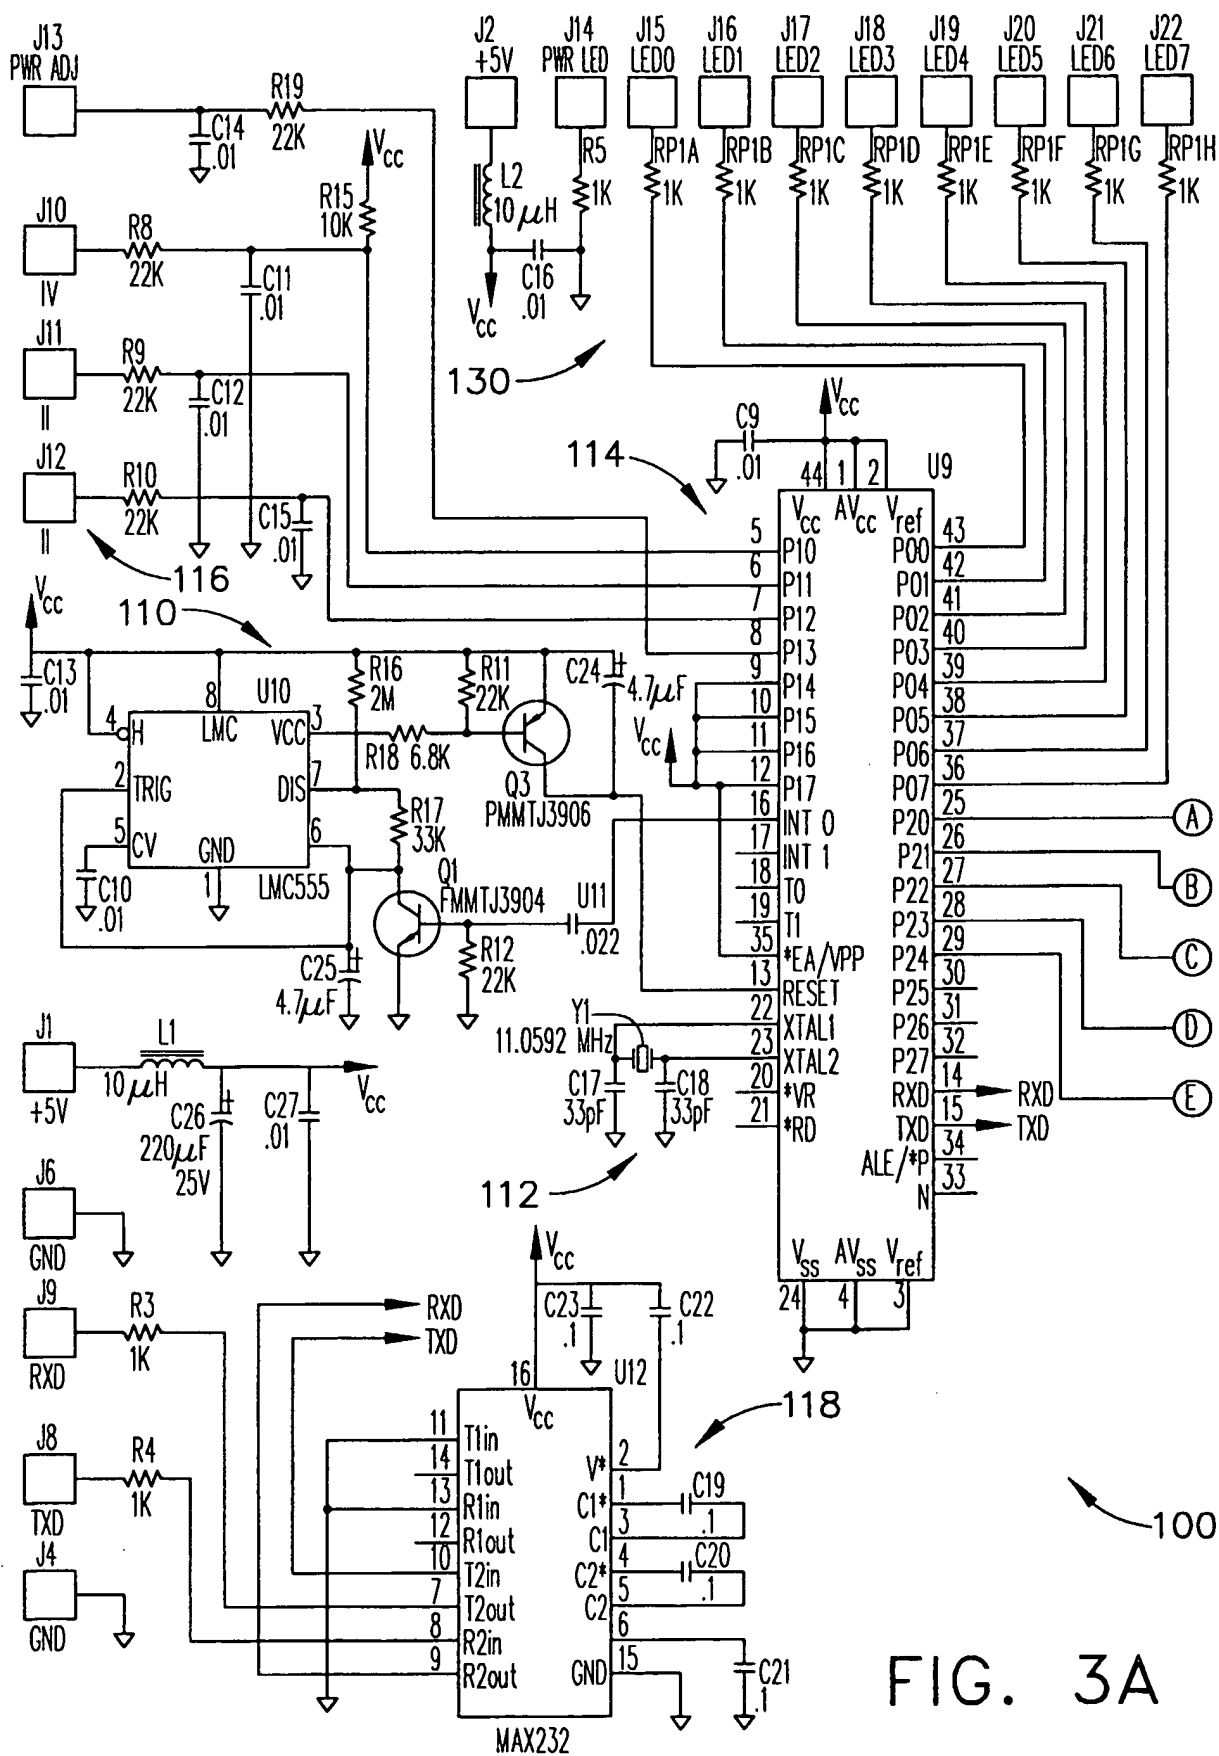 J13
PWR ADJ
J2
+5V
J14
PWR LED
J15
LED0
J16
LED1
J17
LED2
J18
LED3
J19
LED4
J20
LED5
J21
LED6
J22
LED7
R19
22K
C14
.01
Vcc
R15
10K
L2
10 μH
R5
1K
RP1A
1K
RP1B
1K
RP1C
1K
RP1D
1K
RP1E
1K
RP1F
1K
RP1G
1K
RP1H
1K
J10
IV
R8
22K
C11
.01
C16
.01
Vcc
130
J11
II
R9
22K
C12
.01
J12
II
R10
22K
C15
.01
116
114
C9
.01
Vcc
U9
44
1
2
Vcc
AVcc
Vref
5
P10
6
P11
7
P12
8
P13
9
P14
10
P15
11
P16
12
P17
16
INT 0
17
INT 1
18
T0
19
T1
35
*EA/VPP
13
RESET
22
XTAL1
23
XTAL2
20
*VR
21
*RD
43
P00
42
P01
41
P02
40
P03
39
P04
38
P05
37
P06
36
P07
25
P20
26
P21
27
P22
28
P23
29
P24
30
P25
31
P26
32
P27
14
RXD
RXD
15
TXD
TXD
34
ALE/*P
33
N
Vss
AVss
Vref
24
4
3
A
B
C
D
E
110
Vcc
C13
.01
4
H
8
LMC
U10
VCC
3
2
TRIG
DIS
7
5
CV
6
GND
1
LMC555
C10
.01
R16
2M
R18 6.8K
R11
22K
C24
+
4.7μF
Vcc
Q3
PMMTJ3906
R17
33K
Q1
FMMTJ3904
U11
.022
R12
22K
C25
+
4.7μF
Y1
11.0592 MHz
C17
33pF
C18
33pF
112
J1
+5V
L1
10 μH
Vcc
C26
+
220μF
25V
C27
.01
J6
GND
J9
RXD
R3
1K
J8
TXD
R4
1K
J4
GND
RXD
TXD
Vcc
C23
.1
C22
.1
U12
16
Vcc
118
11
T1in
14
T1out
13
R1in
12
R1out
10
T2in
7
T2out
8
R2in
9
R2out
2
V*
1
C1*
3
C1
4
C2*
5
C2
6
15
GND
C19
.1
C20
.1
C21
.1
MAX232
100
FIG. 3A